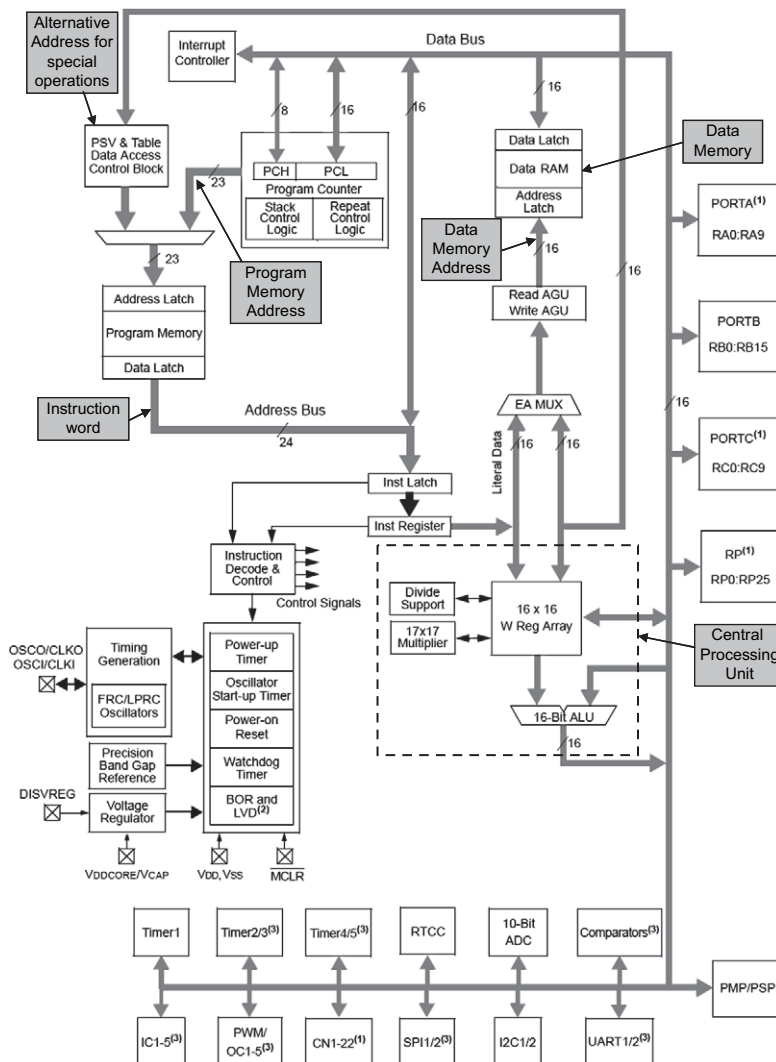 Alternative
Address for
special
operations
Interrupt
Controller
Data Bus
8
16
16
16
PSV & Table
Data Access
Control Block
23
PCH
PCL
Program Counter
Stack
Control
Logic
Repeat
Control
Logic
Data Latch
Data RAM
Address
Latch
Data
Memory
PORTA(1)
RA0:RA9
23
Program
Memory
Address
Data
Memory
Address
16
16
Address Latch
Program Memory
Data Latch
Read AGU
Write AGU
PORTB
RB0:RB15
Instruction
word
Address Bus
24
EA MUX
Literal Data
16
16
16
PORTC(1)
RC0:RC9
Inst Latch
Inst Register
Instruction
Decode &
Control
Control Signals
RP(1)
RP0:RP25
Divide
Support
17x17
Multiplier
16 x 16
W Reg Array
Central
Processing
Unit
16-Bit ALU
16
OSCO/CLKO
OSCI/CLKI
Timing
Generation
FRC/LPRC
Oscillators
Power-up
Timer
Oscillator
Start-up Timer
Power-on
Reset
Watchdog
Timer
BOR and
LVD(2)
Precision
Band Gap
Reference
DISVREG
Voltage
Regulator
VDDCORE/VCAP
VDD,VSS
MCLR
Timer1
Timer2/3(3)
Timer4/5(3)
RTCC
10-Bit
ADC
Comparators(3)
PMP/PSP
IC1-5(3)
PWM/
OC1-5(3)
CN1-22(1)
SPI1/2(3)
I2C1/2
UART1/2(3)